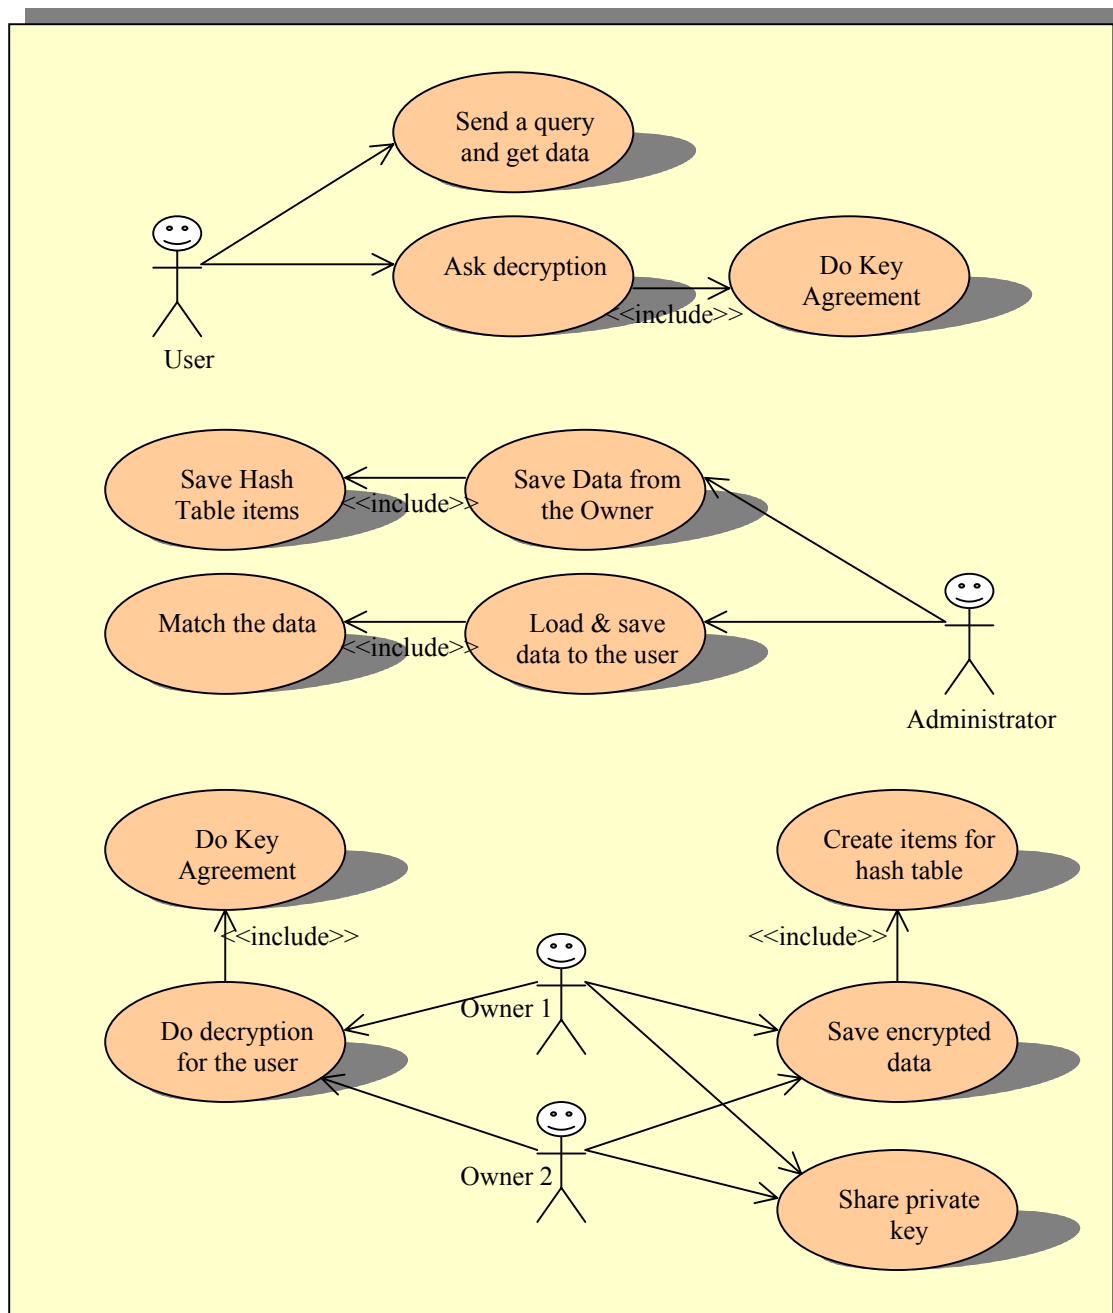 Send a query
and get data
Ask decryption
Do Key
Agreement
<<include>>
User
Save Hash
Table items
<<include>>
Save Data from
the Owner
Match the data
<<include>>
Load & save
data to the user
Administrator
Do Key
Agreement
Create items for
hash table
<<include>>
<<include>>
Owner 1
Do decryption
for the user
Save encrypted
data
Owner 2
Share private
key